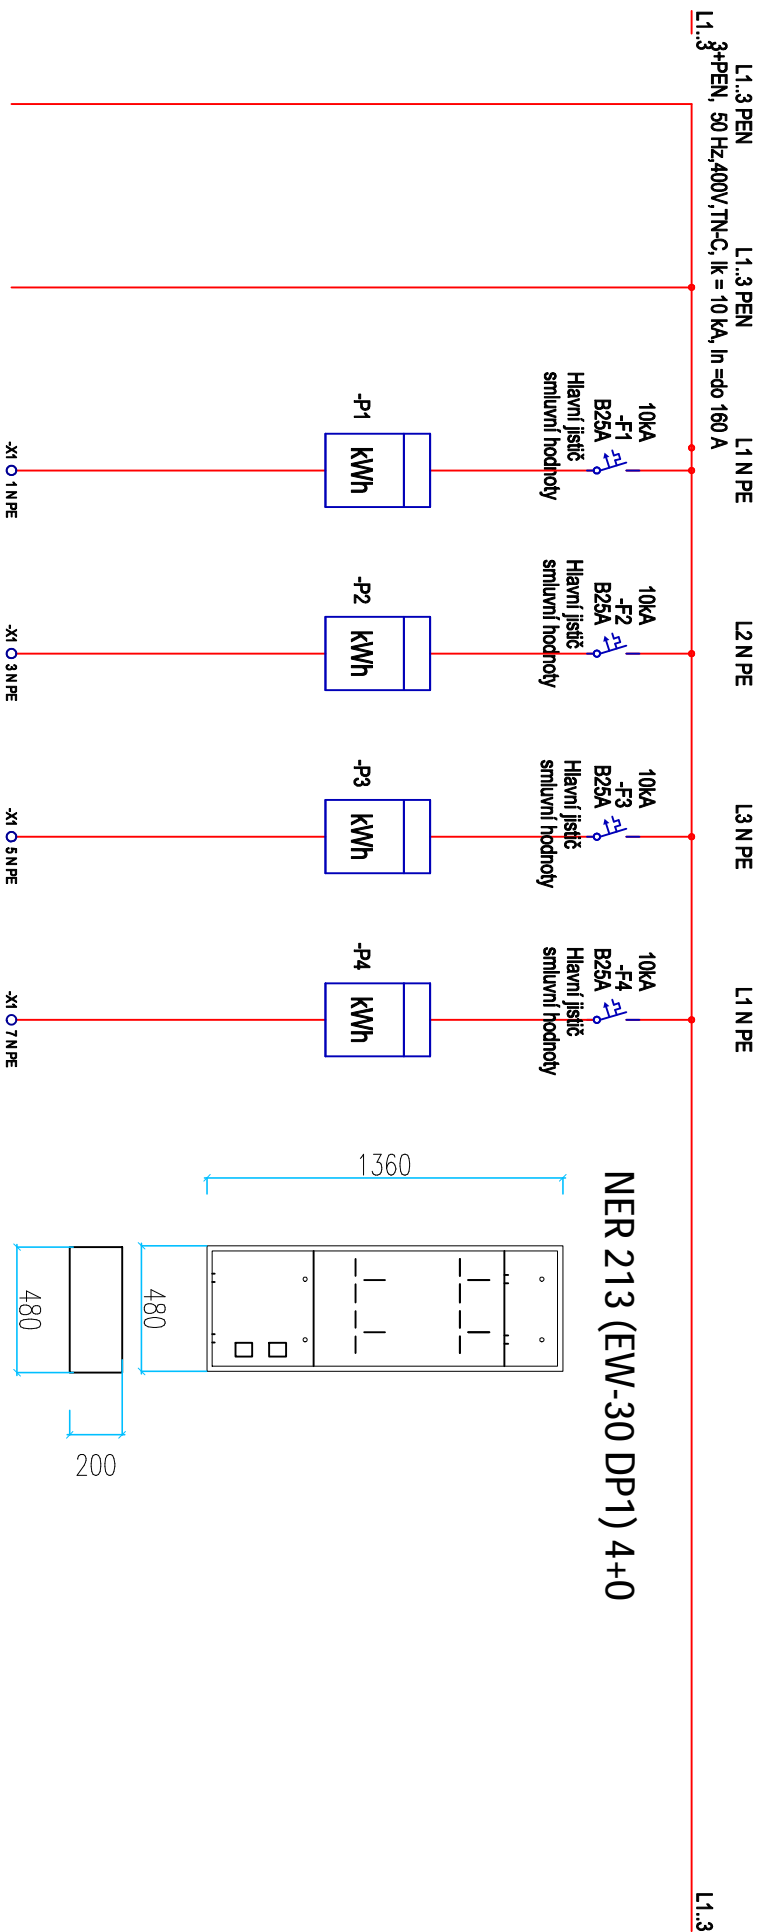 L1..3 PEN
L1..3 PEN
L1 N PE
L2 N PE
L3 N PE
L1 N PE
3+PEN, 50 Hz,400V,TN-C, Ik = 10 kA, In =do 160 A
L1..3
L1..3
10kA
-F1
B25A
Hlavní jistič
smluvní hodnoty
10kA
-F2
B25A
Hlavní jistič
smluvní hodnoty
10kA
-F3
B25A
Hlavní jistič
smluvní hodnoty
10kA
-F4
B25A
Hlavní jistič
smluvní hodnoty
-P1
kWh
-P2
kWh
-P3
kWh
-P4
kWh
-X1 1 N PE
-X1 3 N PE
-X1 5 N PE
-X1 7 N PE
NER 213 (EW-30 DP1) 4+0
1360
480
480
200